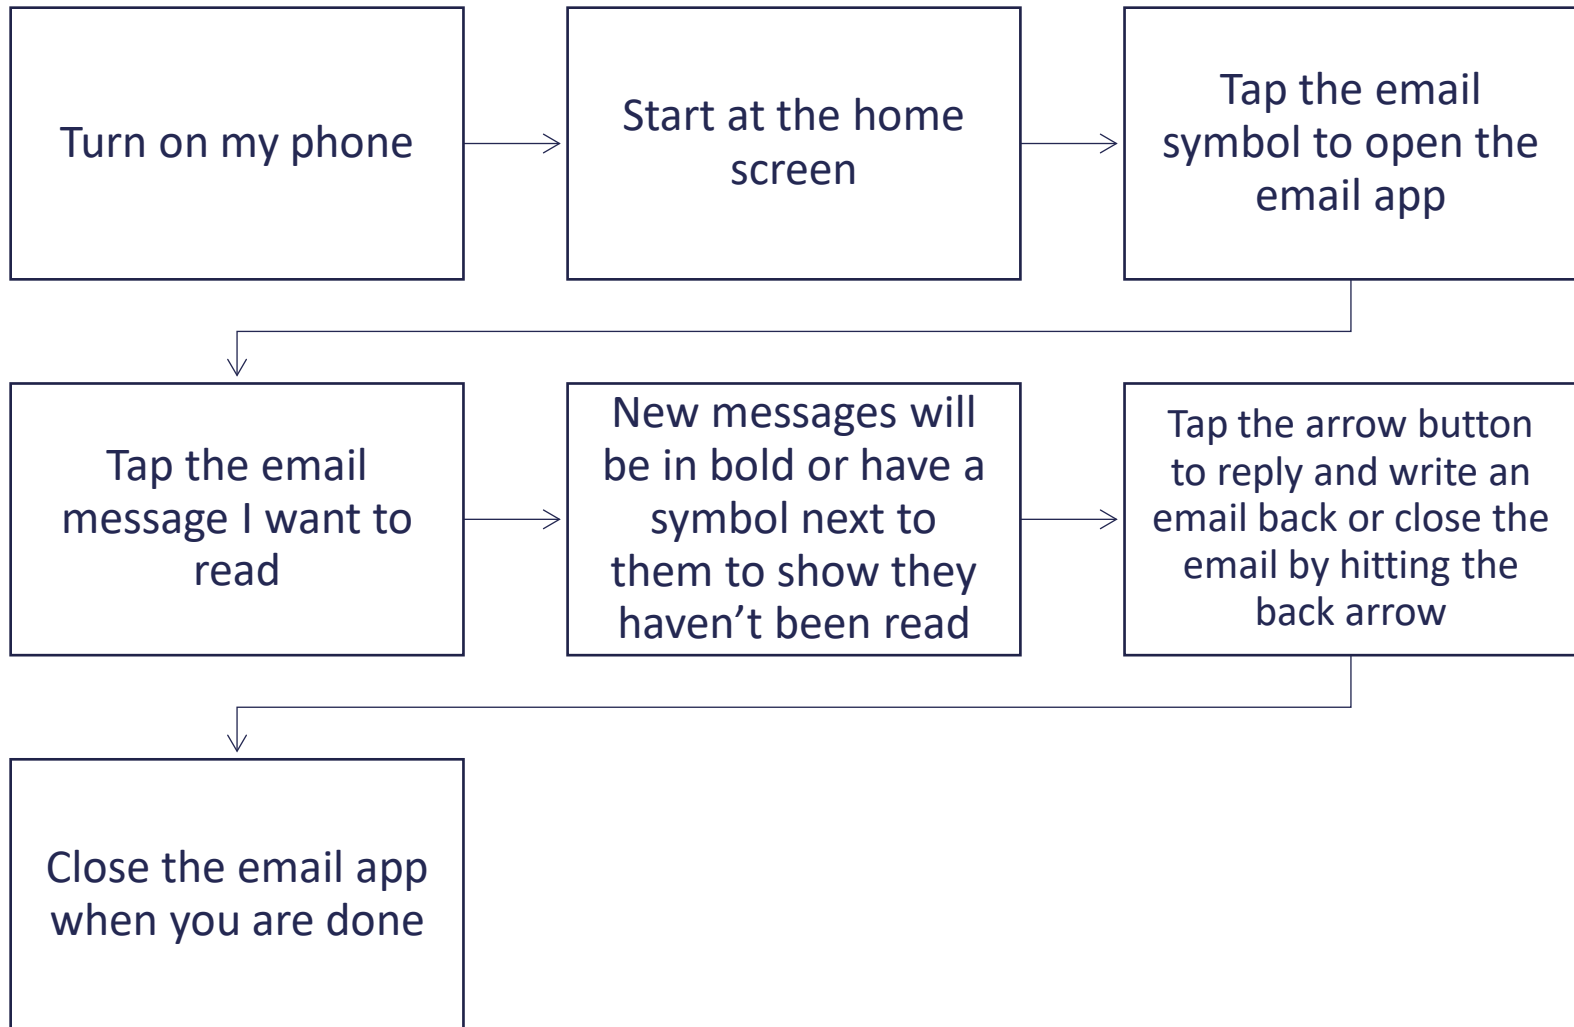 Turn on my phone
Start at the home
screen
Tap the email
symbol to open the
email app
Tap the email
message I want to
read
New messages will
be in bold or have a
symbol next to
them to show they
haven’t been read
Tap the arrow button
to reply and write an
email back or close the
email by hitting the
back arrow
Close the email app
when you are done